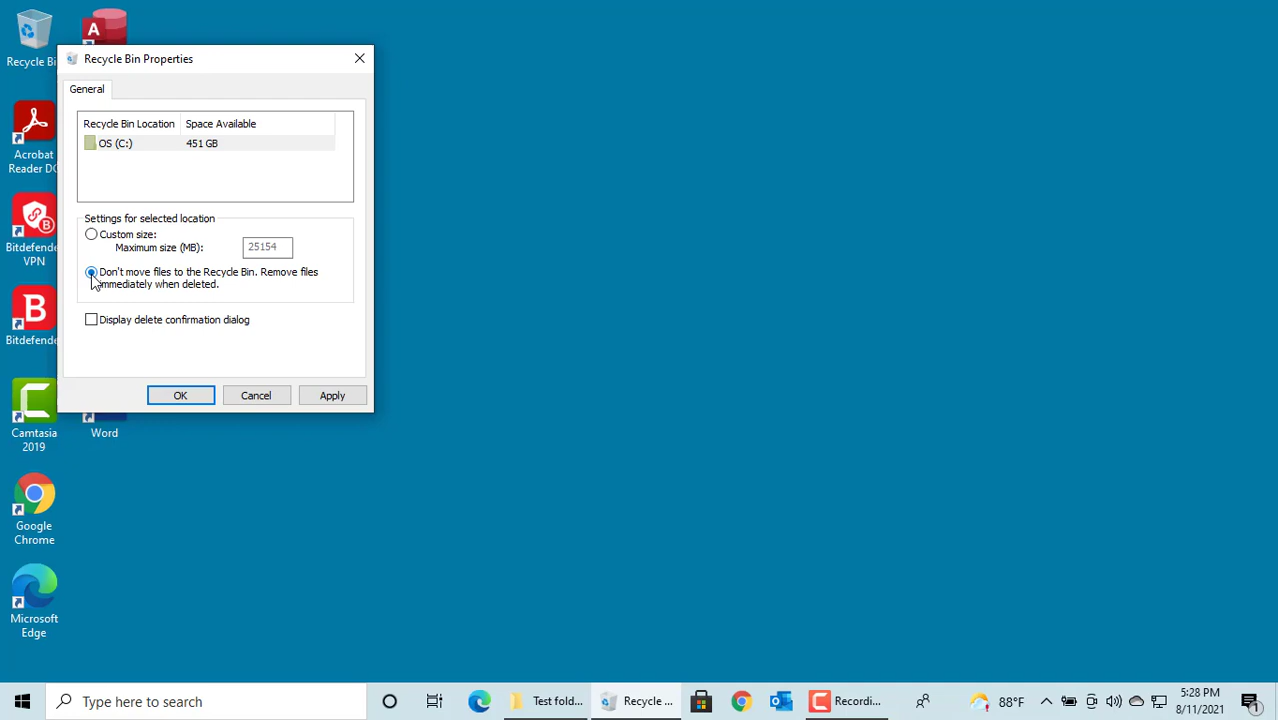 Recycle Bi
Recycle Bin Properties
General
Recycle Bin Location
Space Available
OS (C:)
451 GB
Settings for selected location
Custom size:
Maximum size (MB):
25154
Don't move files to the Recycle Bin. Remove files
immediately when deleted.
Display delete confirmation dialog
OK
Cancel
Apply
Acrobat
Reader DC
Bitdefende
VPN
Bitdefende
Camtasia
2019
Word
Google
Chrome
Microsoft
Edge
Type here to search
Test fold...
Recycle ...
Recordi...
88°F
5:28 PM
8/11/2021
1